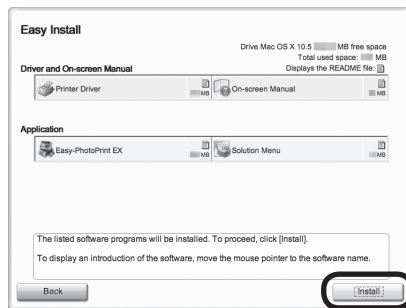 Easy Install
Drive Mac OS X 10.5 MB free space
Total used space: MB
Driver and On-screen Manual Displays the README file:
Printer Driver MB On-screen Manual MB
Application
Easy-PhotoPrint EX MB Solution Menu MB
The listed software programs will be installed. To proceed, click [Install].
To display an introduction of the software, move the mouse pointer to the software name.
Back Install